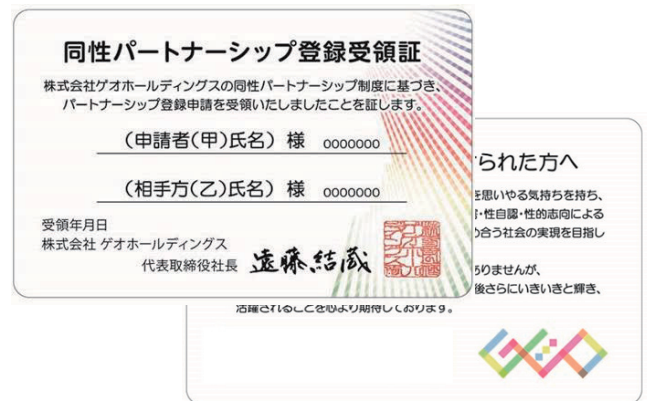 同性パートナーシップ登録受領証
株式会社ゲオホールディングスの同性パートナーシップ制度に基づき、
パートナーシップ登録申請を受領いたしましたことを証します。
(申請者(甲)氏名) 様 0000000
(相手方(乙)氏名) 様 0000000
受領年月日
株式会社 ゲオホールディングス
代表取締役社長 遠藤結蔵
られた方へ
を思いやる気持ちを持ち、
・性自認・性的志向による
合う社会の実現を目指し
ありませんが、
後さらにいきいきと輝き、
活躍されることを心より期待しております。
GEO